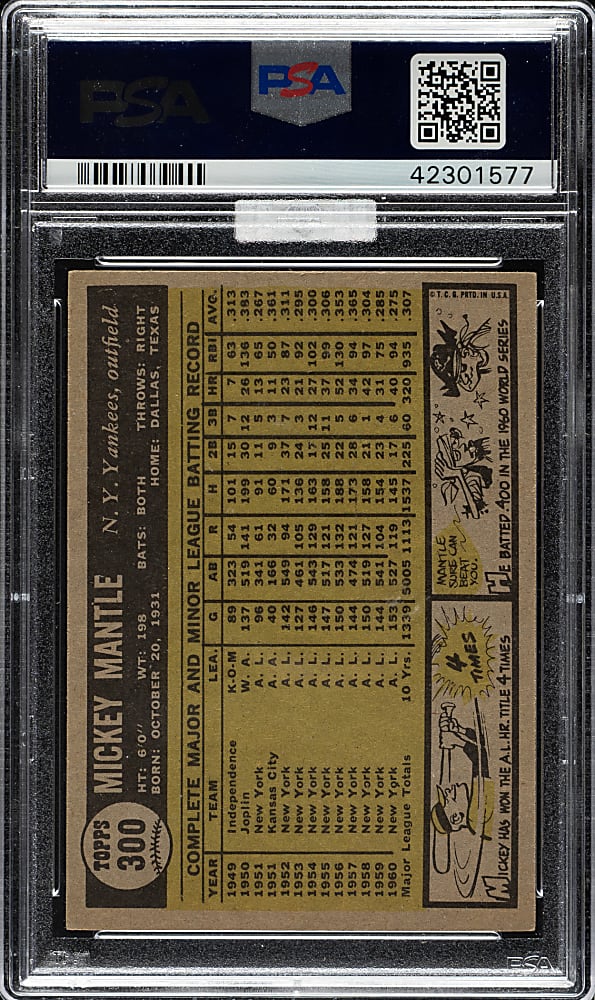 PSA
PSA
42301577
TOPPS
300
MICKEY MANTLE N. Y. Yankees, outfield
HT: 6'0" WT: 198 BATS: BOTH THROWS: RIGHT
BORN: OCTOBER 20, 1931 HOME: DALLAS, TEXAS
COMPLETE MAJOR AND MINOR LEAGUE BATTING RECORD
YEAR TEAM LEA. G AB R H 2B 3B HR RBI AVG.
1949 Independence K-O-M 89 323 54 101 15 7 7 63 .313
1950 Joplin W. A. 137 519 141 199 30 12 26 136 .383
1951 New York A. L. 96 341 61 91 11 5 13 65 .267
1951 Kansas City A. A. 40 166 32 60 9 3 11 50 .361
1952 New York A. L. 142 549 94 171 37 7 23 87 .311
1953 New York A. L. 127 461 105 136 24 3 21 92 .295
1954 New York A. L. 146 543 129 163 17 12 27 102 .300
1955 New York A. L. 147 517 121 158 25 11 37 99 .306
1956 New York A. L. 150 533 132 188 22 5 52 130 .353
1957 New York A. L. 144 474 121 173 28 6 34 94 .365
1958 New York A. L. 150 519 127 158 21 1 42 97 .304
1959 New York A. L. 144 541 104 154 23 4 31 75 .285
1960 New York A. L. 153 527 119 145 17 6 40 94 .275
Major League Totals 10 Yrs. 1339 5005 1113 1537 225 60 320 935 .307
4
TIMES
MICKEY HAS WON THE A.L. HR. TITLE 4 TIMES
MANTLE
SURE CAN
BEAT
YOU.
HE BATTED .400 IN THE 1960 WORLD SERIES
© T. C. G. PRTD. IN U.S.A.
PSA